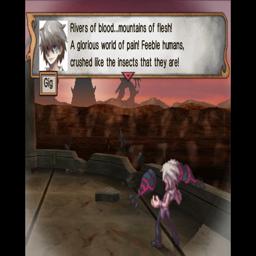 Rivers of blood...mountains of flesh!
A glorious world of pain! Feeble humans,
crushed like the insects that they are!
Gig